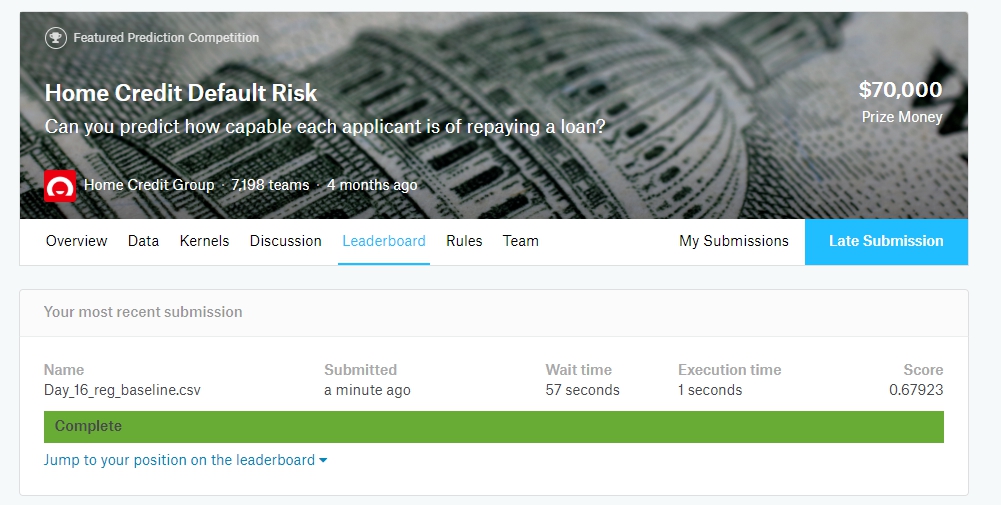 Featured Prediction Competition
Home Credit Default Risk
$70,000
Can you predict how capable each applicant is of repaying a loan?
Prize Money
Home Credit Group · 7,198 teams · 4 months ago
Overview Data Kernels Discussion Leaderboard Rules Team My Submissions Late Submission
Your most recent submission
Name Submitted Wait time Execution time Score
Day_16_reg_baseline.csv a minute ago 57 seconds 1 seconds 0.67923
Complete
Jump to your position on the leaderboard